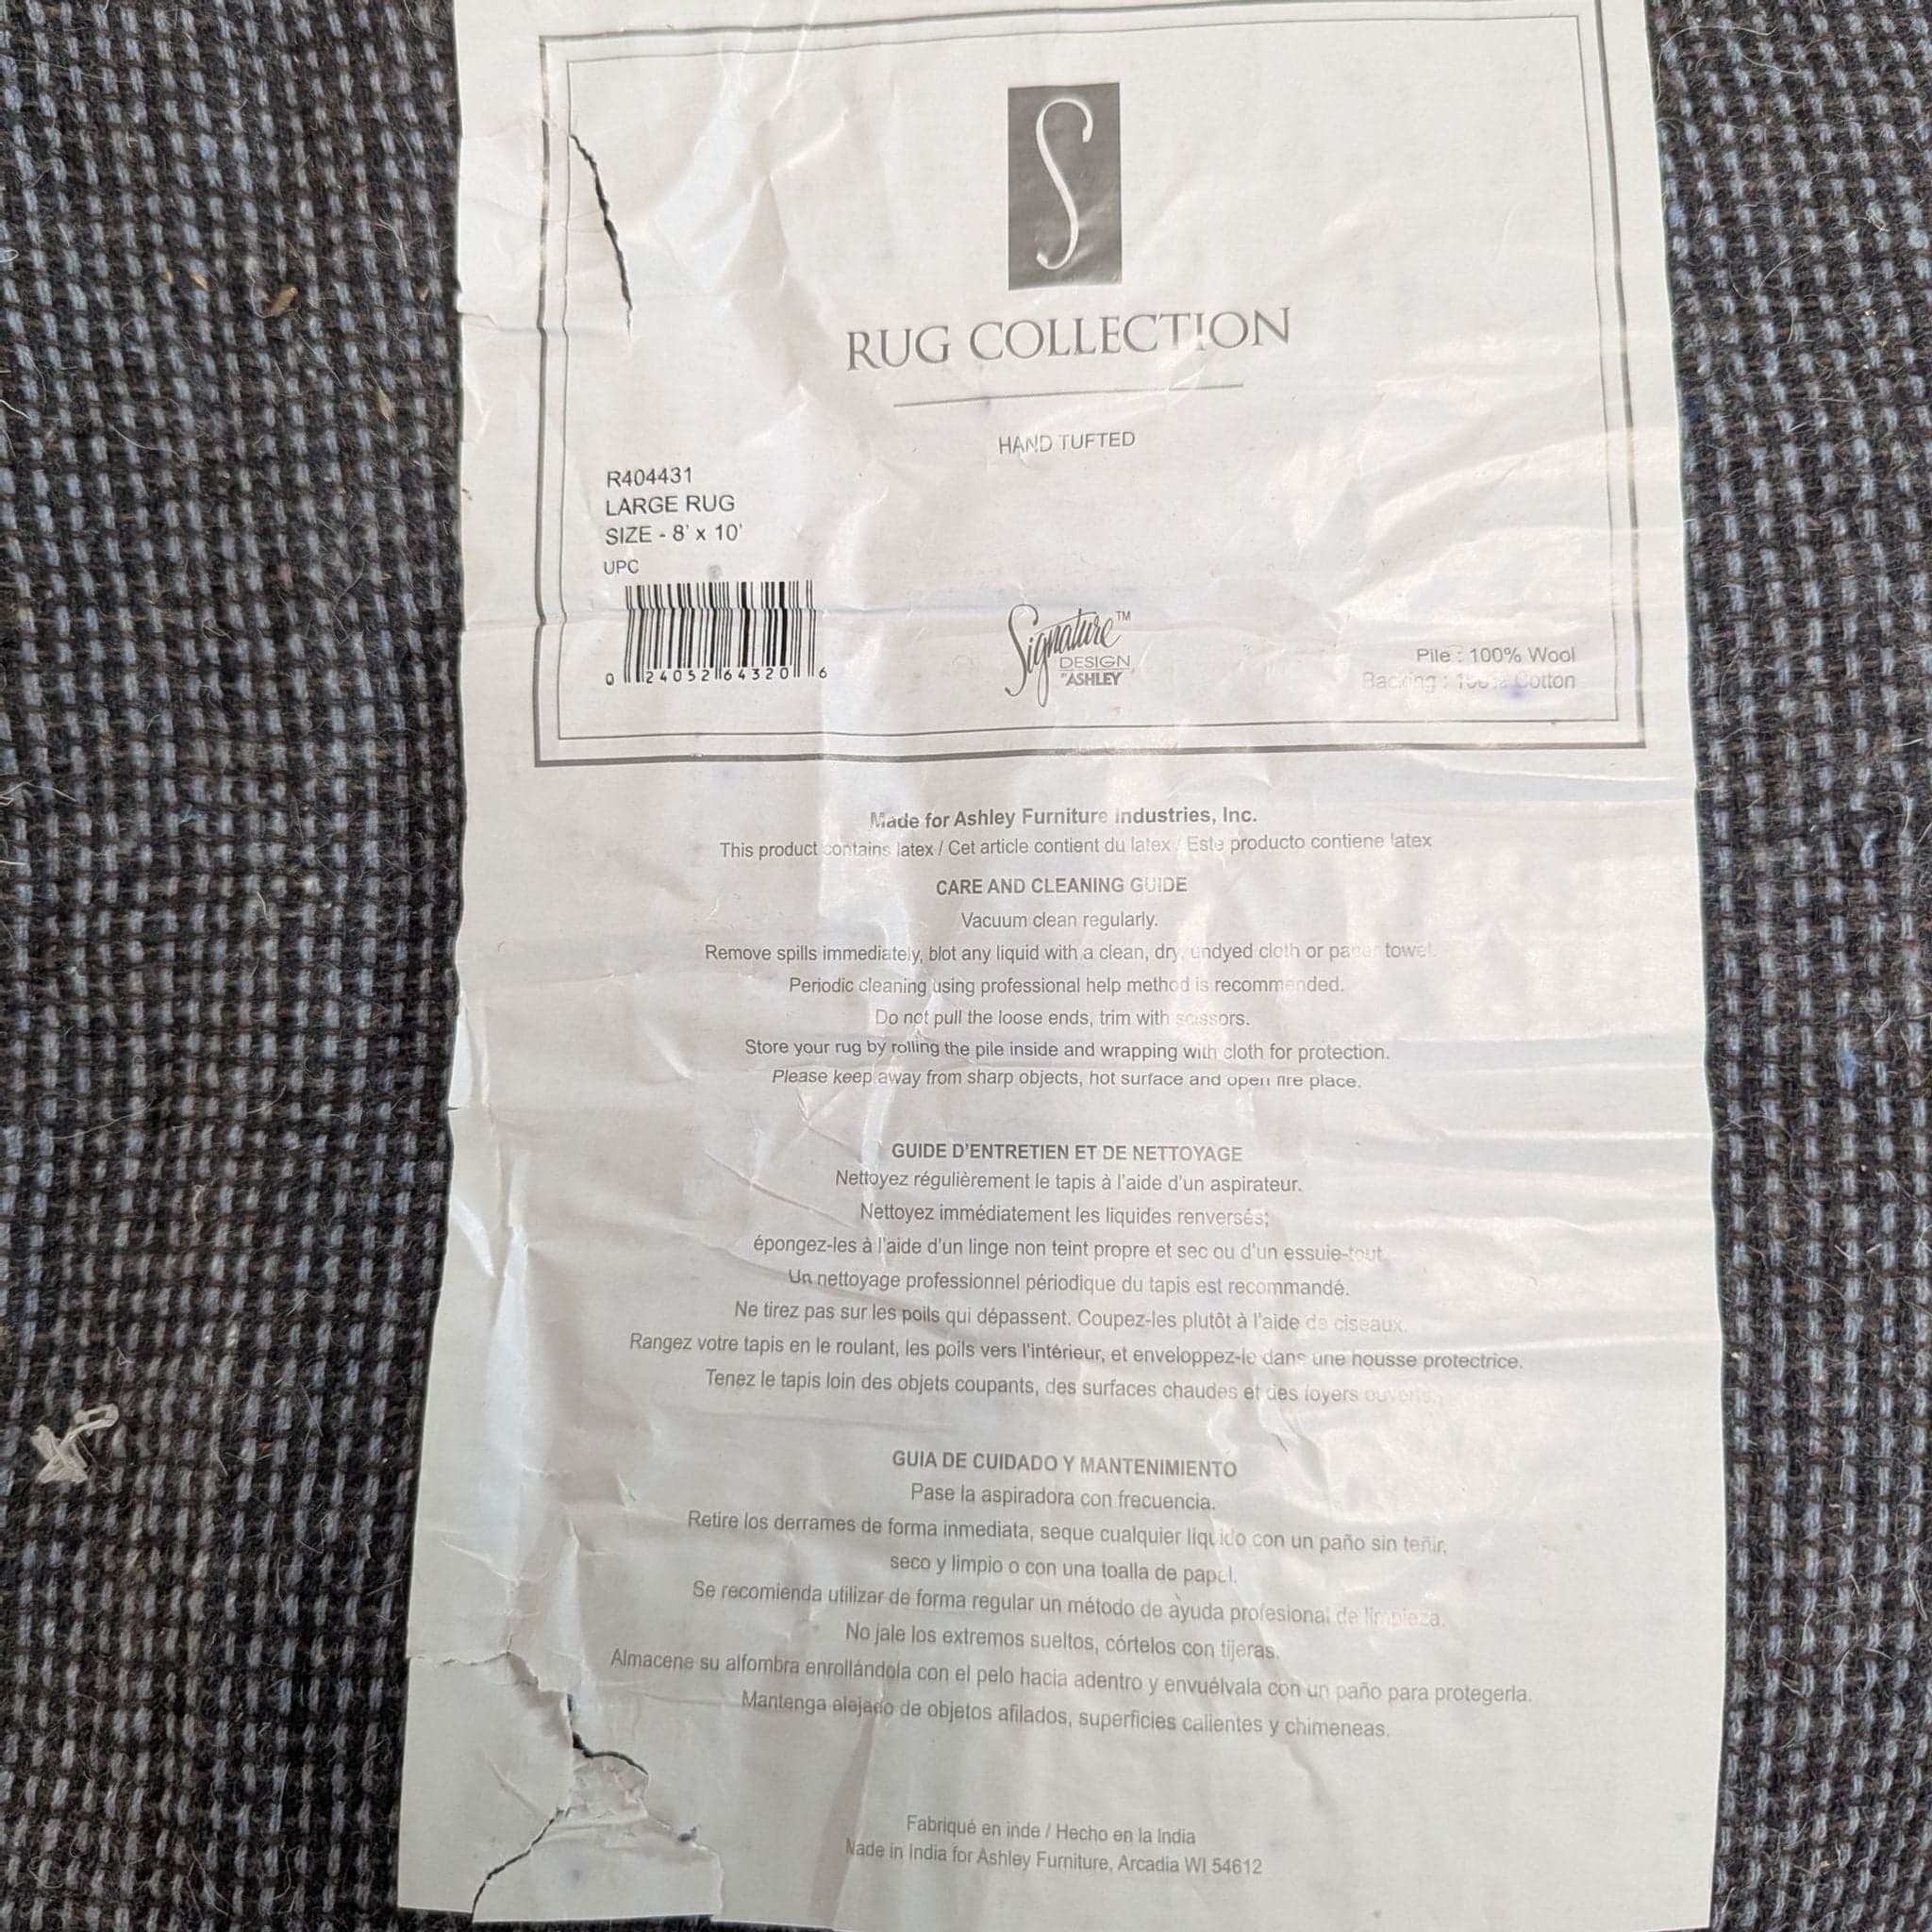 S
RUG COLLECTION
HAND TUFTED
R404431
LARGE RUG
SIZE - 8' x 10'
UPC
0 24052 64320 6
Signature™
DESIGN
BY ASHLEY
Pile : 100% Wool
Backing : 100% Cotton
Made for Ashley Furniture Industries, Inc.
This product contains latex / Cet article contient du latex / Este producto contiene latex
CARE AND CLEANING GUIDE
Vacuum clean regularly.
Remove spills immediately, blot any liquid with a clean, dry, undyed cloth or paper towel.
Periodic cleaning using professional help method is recommended.
Do not pull the loose ends, trim with scissors.
Store your rug by rolling the pile inside and wrapping with cloth for protection.
Please keep away from sharp objects, hot surface and open fire place.
GUIDE D'ENTRETIEN ET DE NETTOYAGE
Nettoyez régulièrement le tapis à l'aide d'un aspirateur.
Nettoyez immédiatement les liquides renversés;
épongez-les à l'aide d'un linge non teint propre et sec ou d'un essuie-tout.
Un nettoyage professionnel périodique du tapis est recommandé.
Ne tirez pas sur les poils qui dépassent. Coupez-les plutôt à l'aide de ciseaux.
Rangez votre tapis en le roulant, les poils vers l'intérieur, et enveloppez-le dans une housse protectrice.
Tenez le tapis loin des objets coupants, des surfaces chaudes et des foyers ouverts.
GUIA DE CUIDADO Y MANTENIMIENTO
Pase la aspiradora con frecuencia.
Retire los derrames de forma inmediata, seque cualquier líquido con un paño sin teñir,
seco y limpio o con una toalla de papel.
Se recomienda utilizar de forma regular un método de ayuda profesional de limpieza.
No jale los extremos sueltos, córtelos con tijeras.
Almacene su alfombra enrollándola con el pelo hacia adentro y envuélvala con un paño para protegerla.
Mantenga alejado de objetos afilados, superficies calientes y chimeneas.
Fabriqué en inde / Hecho en la India
Made in India for Ashley Furniture, Arcadia WI 54612